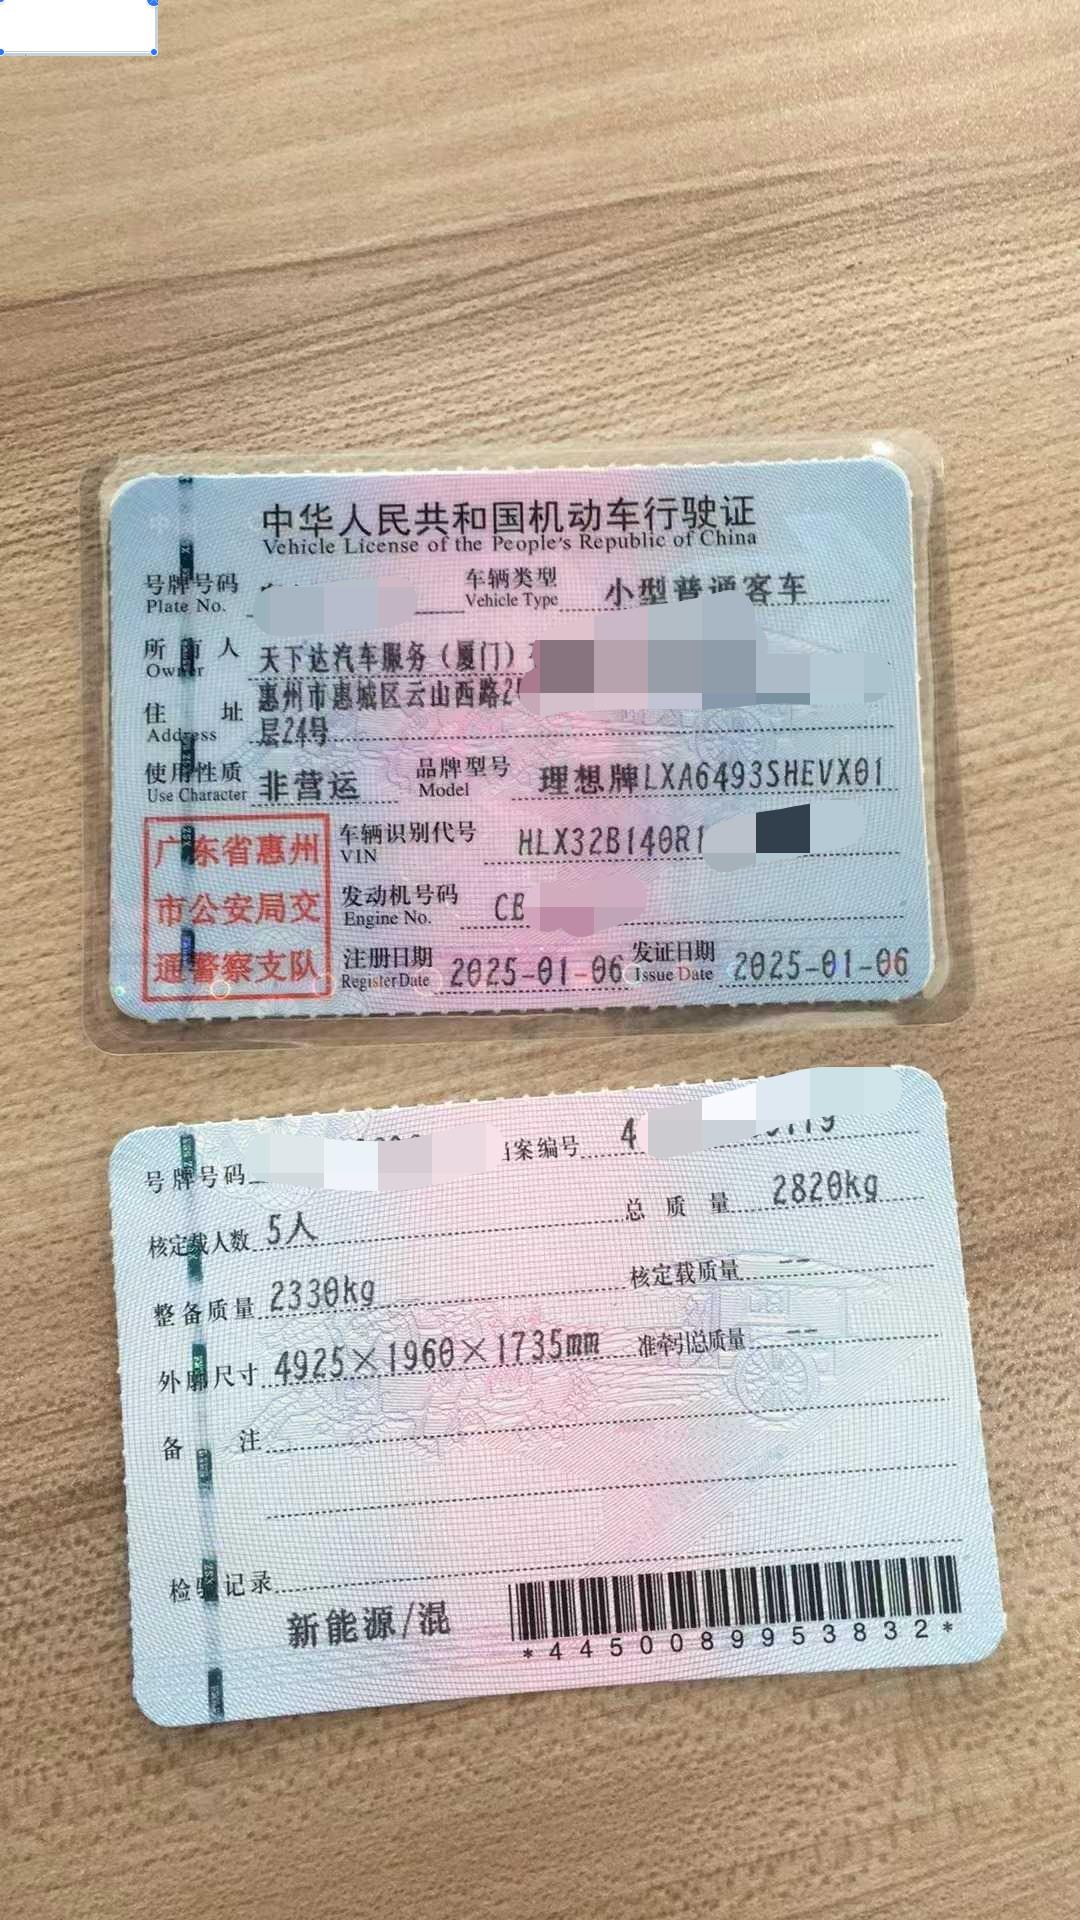 中华人民共和国机动车行驶证
Vehicle License of the People's Republic of China
号牌号码 车辆类型 小型普通客车
Plate No. Vehicle Type
所有人 天下达汽车服务（厦门）
Owner
住 址 惠州市惠城区云山西路2
Address 层24号
使用性质 非营运 品牌型号 理想牌LXA6493SHEVX01
Use Character Model
广东省惠州
市公安局交
通警察支队
车辆识别代号 HLX32B140R1
VIN
发动机号码
Engine No.
注册日期 2025-01-06 发证日期 2025-01-06
Register Date Issue Date
号牌号码 案编号 4
核定载人数 5人 总质量 2820kg
整备质量 2330kg 核定载质量 --
外廓尺寸 4925×1960×1735mm 准牵引总质量 --
备 注
检验记录
新能源/混
*4450089953832*